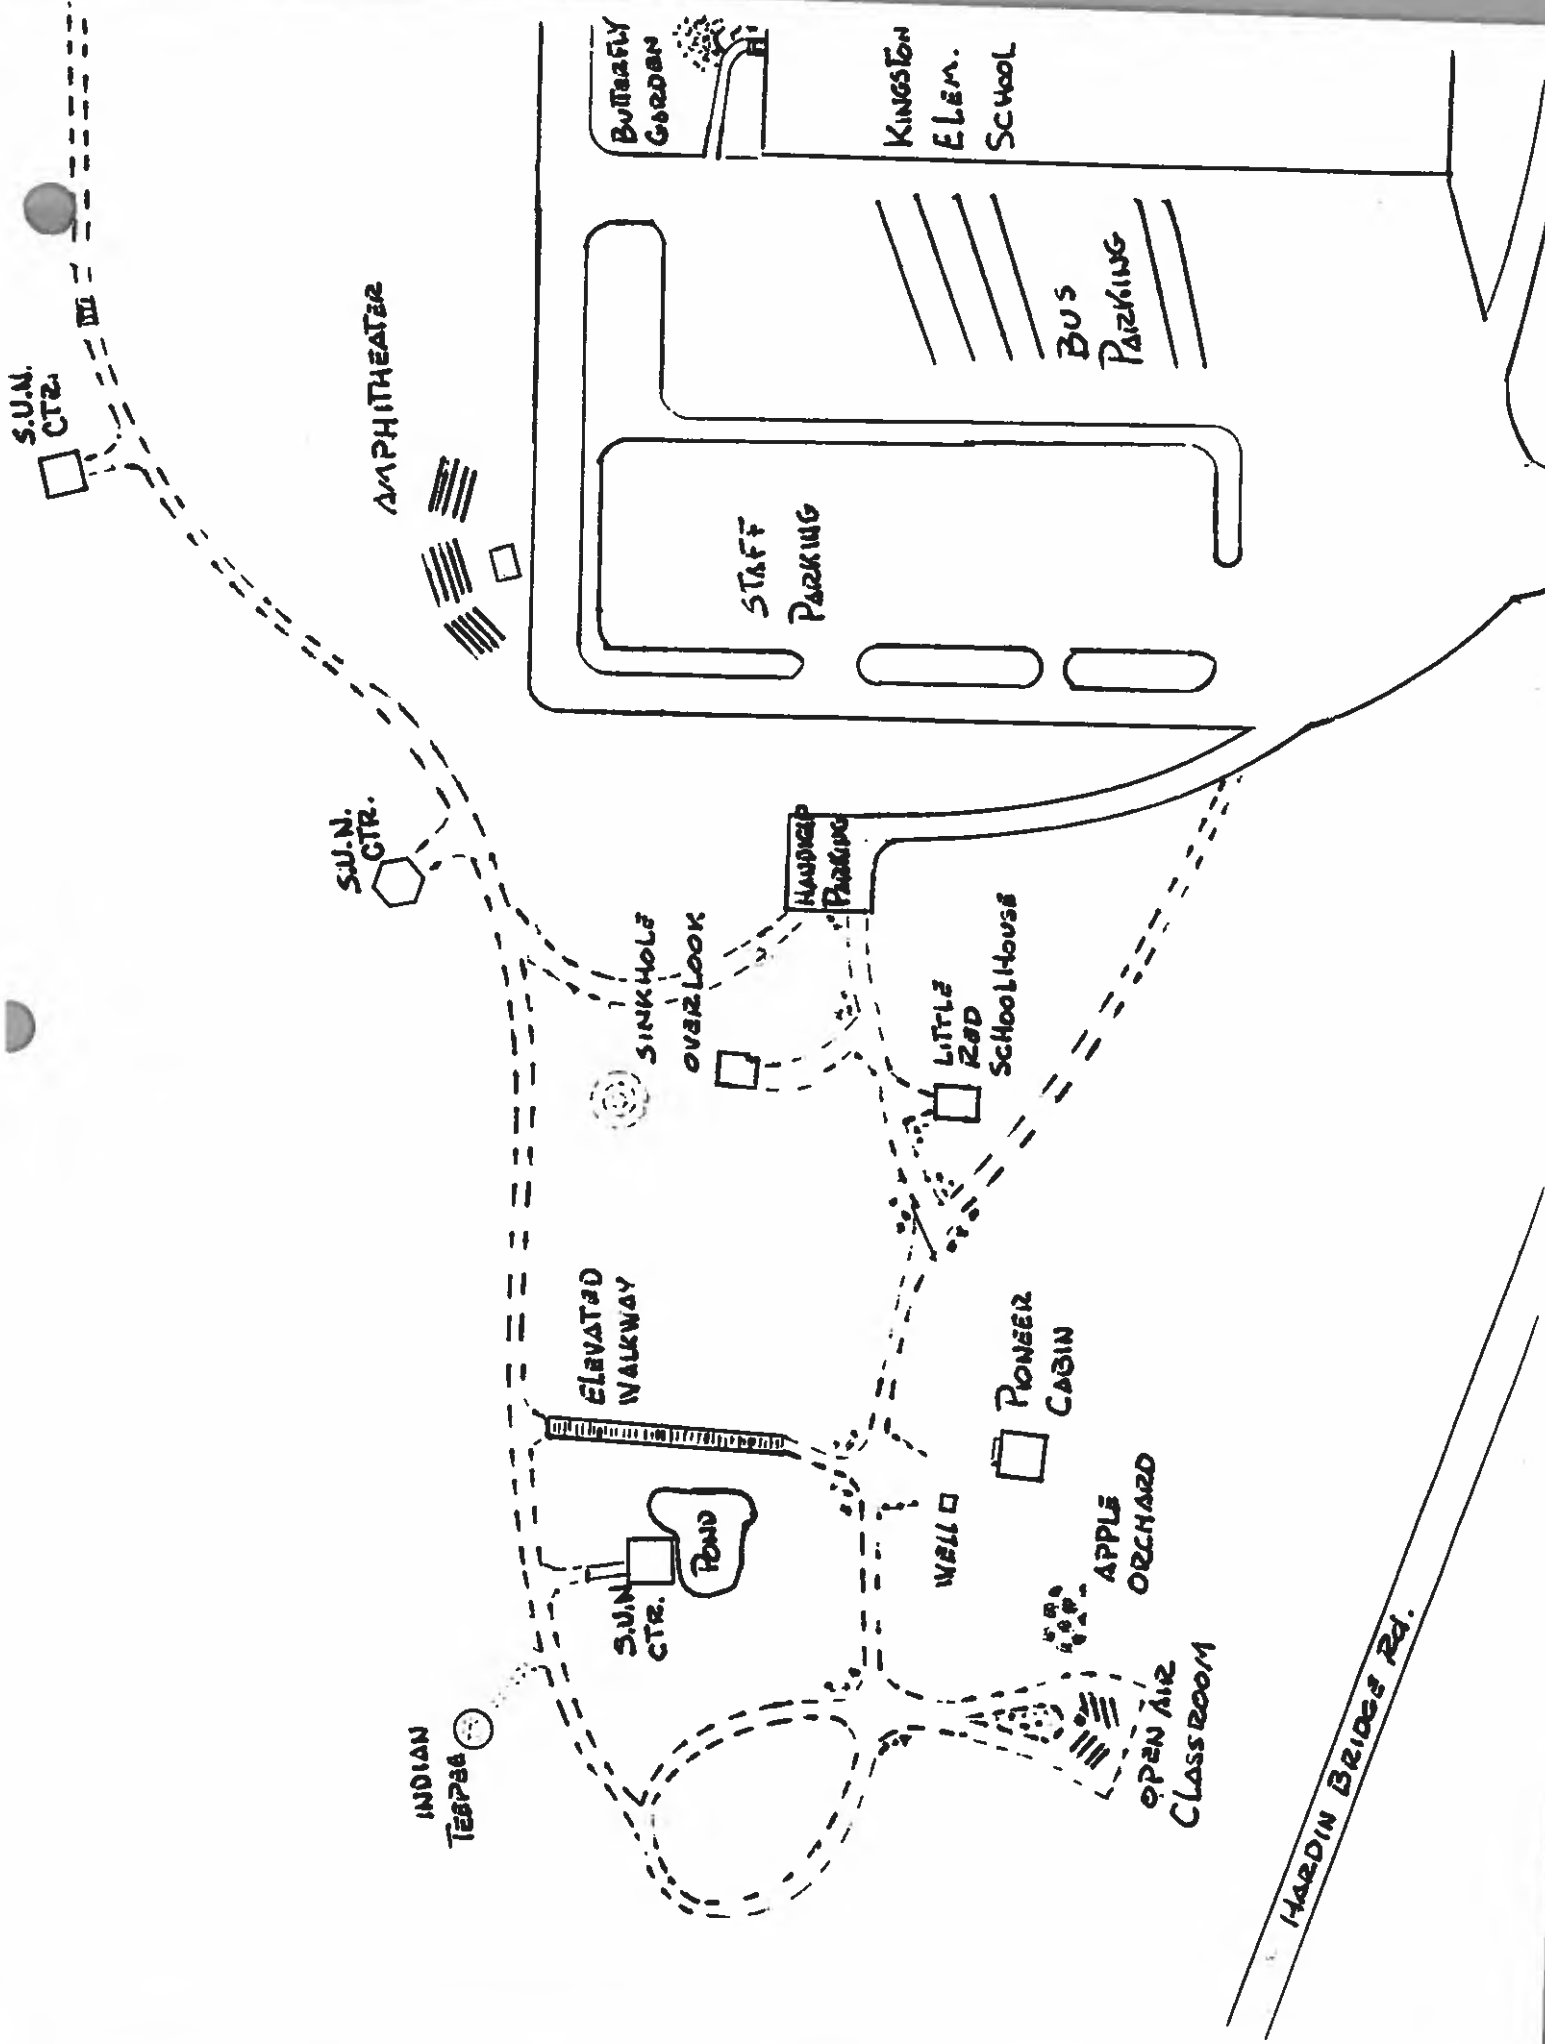 S.U.N.
CTR.
AMPHITHEATER
BUTTERFLY
GARDEN
KINGSTON
ELEM.
SCHOOL
S.U.N.
CTR.
STAFF
PARKING
BUS
PARKING
HANDICAP
PARKING
SINKHOLE
OVERLOOK
LITTLE
RED
SCHOOLHOUSE
ELEVATED
WALKWAY
PIONEER
CABIN
INDIAN
TEEPEE
S.U.N
CTR.
POND
WELL
APPLE
ORCHARD
OPEN AIR
CLASSROOM
HARDIN BRIDGE Rd.